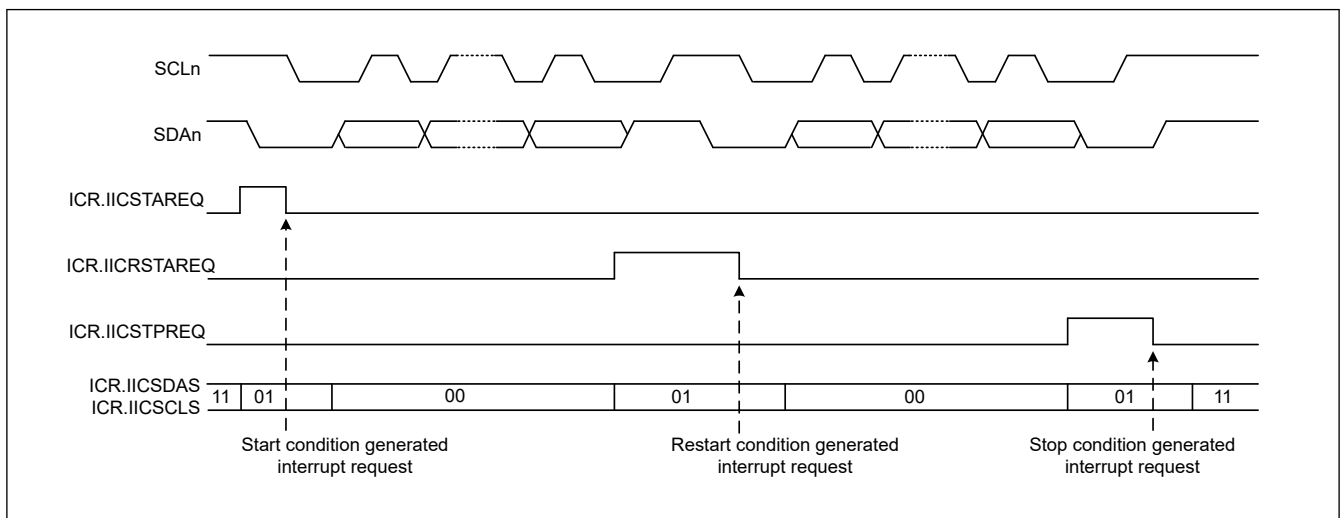 SCLn
SDAn
ICR.IICSTAREQ
ICR.IICRSTAREQ
ICR.IICSTPREQ
ICR.IICSDAS
ICR.IICSCLS
11 01 00 01 00 01 11
Start condition generated
interrupt request
Restart condition generated
interrupt request
Stop condition generated
interrupt request